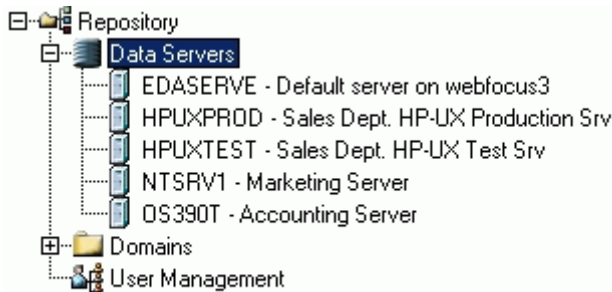 Repository
Data Servers
EDASERVE - Default server on webfocus3
HPUXPROD - Sales Dept. HP-UX Production Srv
HPUXTEST - Sales Dept. HP-UX Test Srv
NTSRV1 - Marketing Server
OS390T - Accounting Server
Domains
User Management